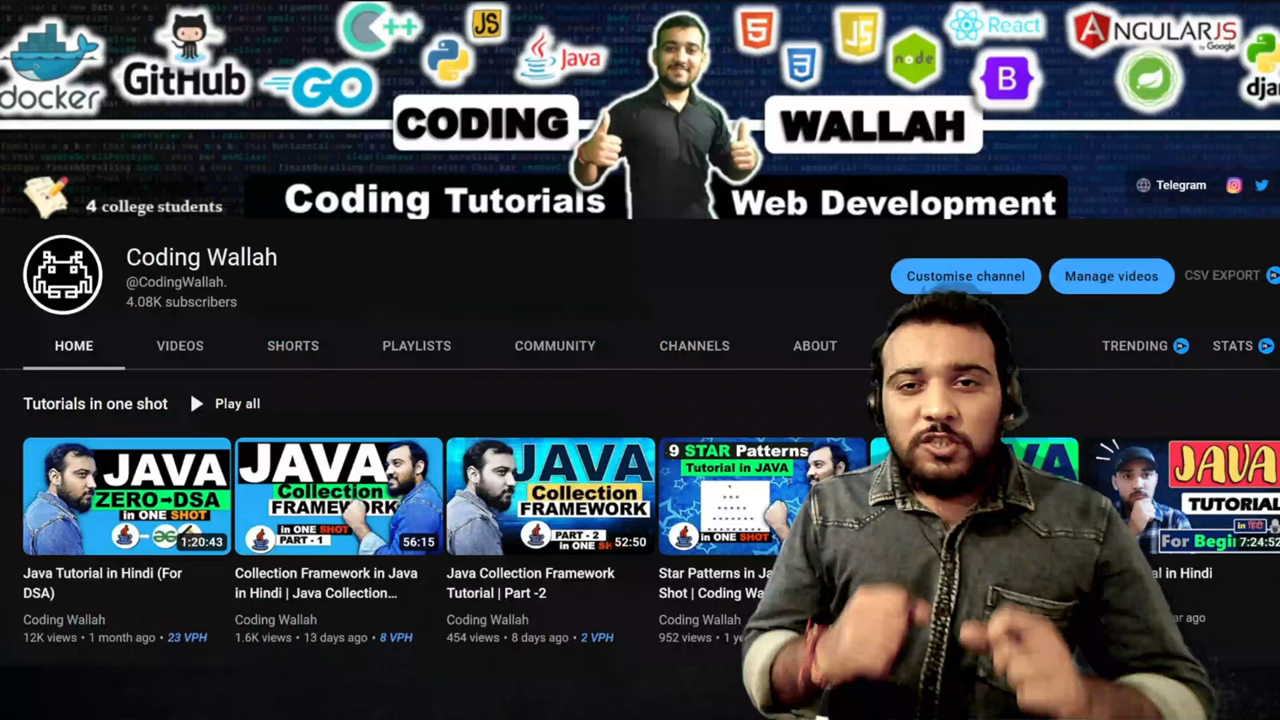 docker
GitHub
GO
C++
JS
Java
CODING
WALLAH
JS
node
B
React
ANGULARJS
by Google
4 college students
Coding Tutorials
Web Development
Telegram
Coding Wallah
@CodingWallah.
4.08K subscribers
Customise channel
Manage videos
CSV EXPORT
HOME
VIDEOS
SHORTS
PLAYLISTS
COMMUNITY
CHANNELS
ABOUT
TRENDING
STATS
Tutorials in one shot
Play all
JAVA
ZERO→DSA
in ONE SHOT
1:20:43
JAVA
Collection
FRAMEWORK
in ONE SHOT
PART - 1
56:15
JAVA
Collection
FRAMEWORK
PART - 2
in ONE SH
52:50
9 STAR Patterns
Tutorial in JAVA
in ONE SHOT
JAVA
TUTORIAL
in हिंदी
For Begi
7:24:52
Java Tutorial in Hindi (For
DSA)
Coding Wallah
12K views • 1 month ago • 23 VPH
Collection Framework in Java
in Hindi | Java Collection...
Coding Wallah
1.6K views • 13 days ago • 8 VPH
Java Collection Framework
Tutorial | Part -2
Coding Wallah
454 views • 8 days ago • 2 VPH
Star Patterns in Ja
Shot | Coding Wa
Coding Wallah
952 views • 1 ye
al in Hindi
ar ago